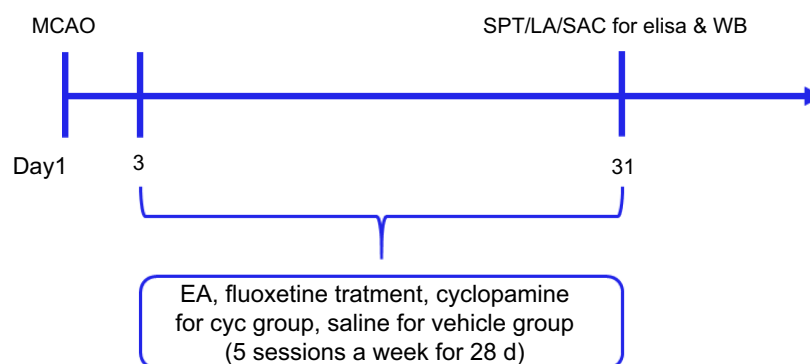 MCAO
SPT/LA/SAC for elisa & WB
Day1
3
31
EA, fluoxetine tratment, cyclopamine
for cyc group, saline for vehicle group
(5 sessions a week for 28 d)